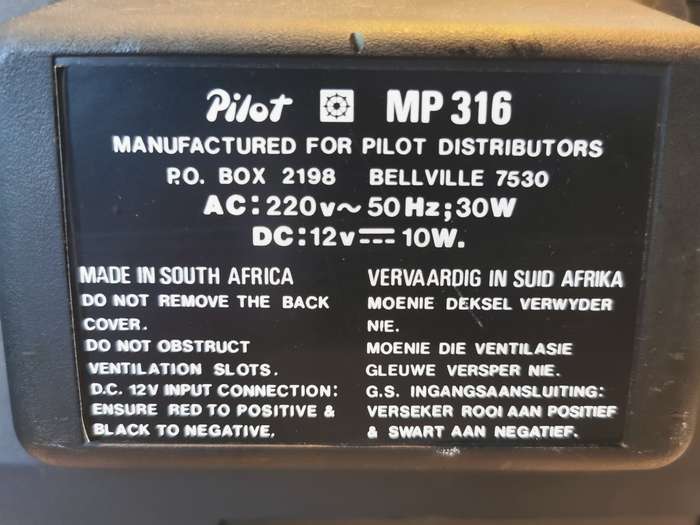 Pilot MP 316
MANUFACTURED FOR PILOT DISTRIBUTORS
P.O. BOX 2198 BELLVILLE 7530
AC: 220v~ 50Hz; 30W
DC: 12v⎓ 10W.
MADE IN SOUTH AFRICA
DO NOT REMOVE THE BACK
COVER.
DO NOT OBSTRUCT
VENTILATION SLOTS.
D.C. 12V INPUT CONNECTION:
ENSURE RED TO POSITIVE &
BLACK TO NEGATIVE.
VERVAARDIG IN SUID AFRIKA
MOENIE DEKSEL VERWYDER
NIE.
MOENIE DIE VENTILASIE
GLEUWE VERSPER NIE.
G.S. INGANGSAANSLUITING:
VERSEKER ROOI AAN POSITIEF
& SWART AAN NEGATIEF.